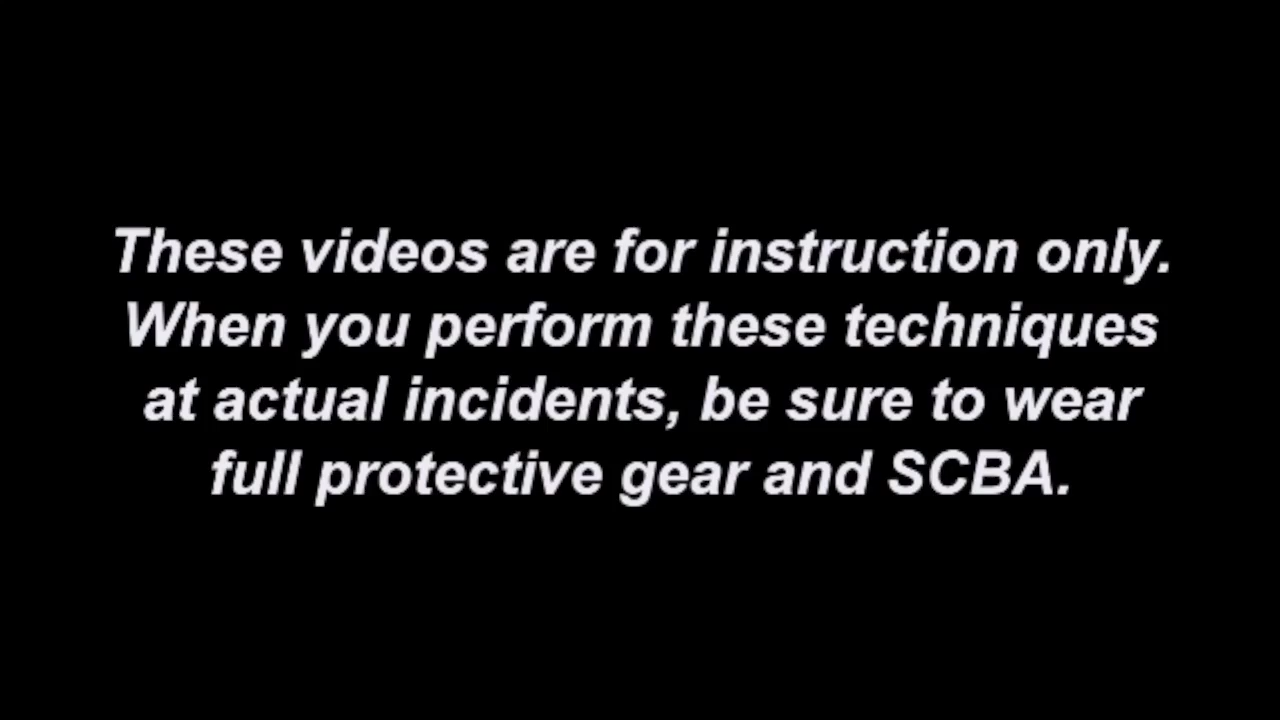 These videos are for instruction only.
When you perform these techniques
at actual incidents, be sure to wear
full protective gear and SCBA.